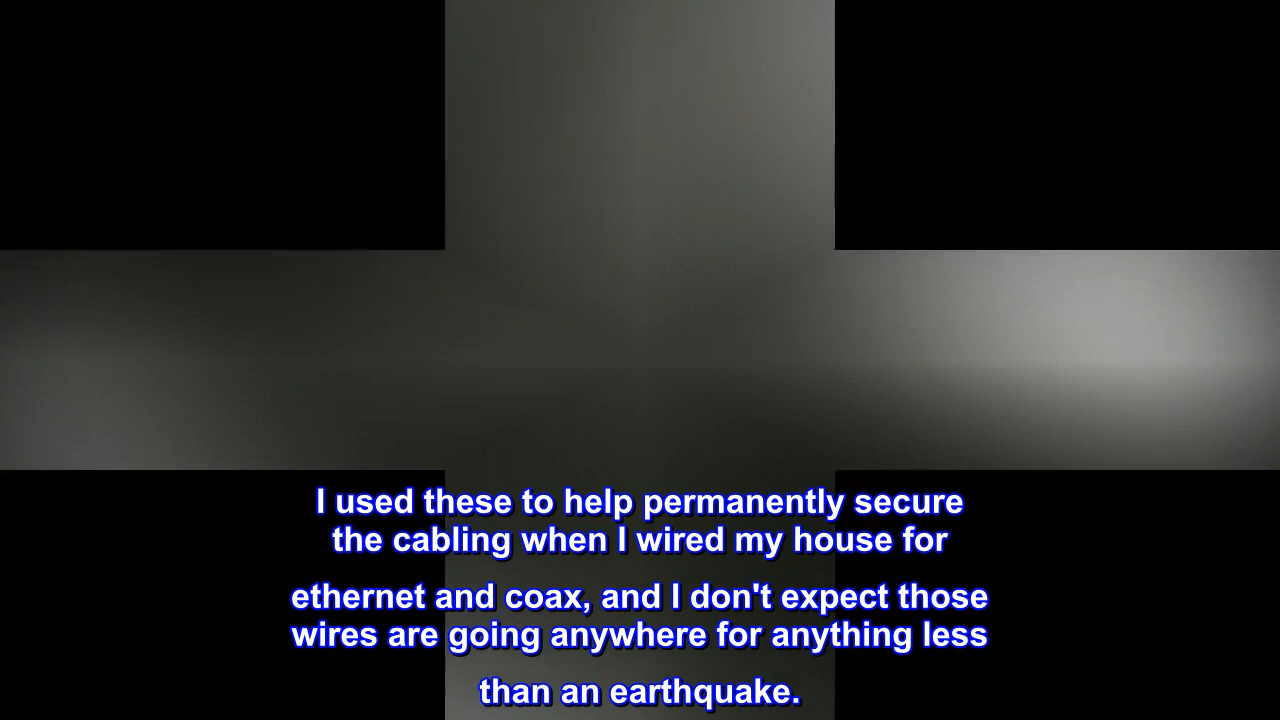 I used these to help permanently secure
the cabling when I wired my house for
ethernet and coax, and I don't expect those
wires are going anywhere for anything less
than an earthquake.